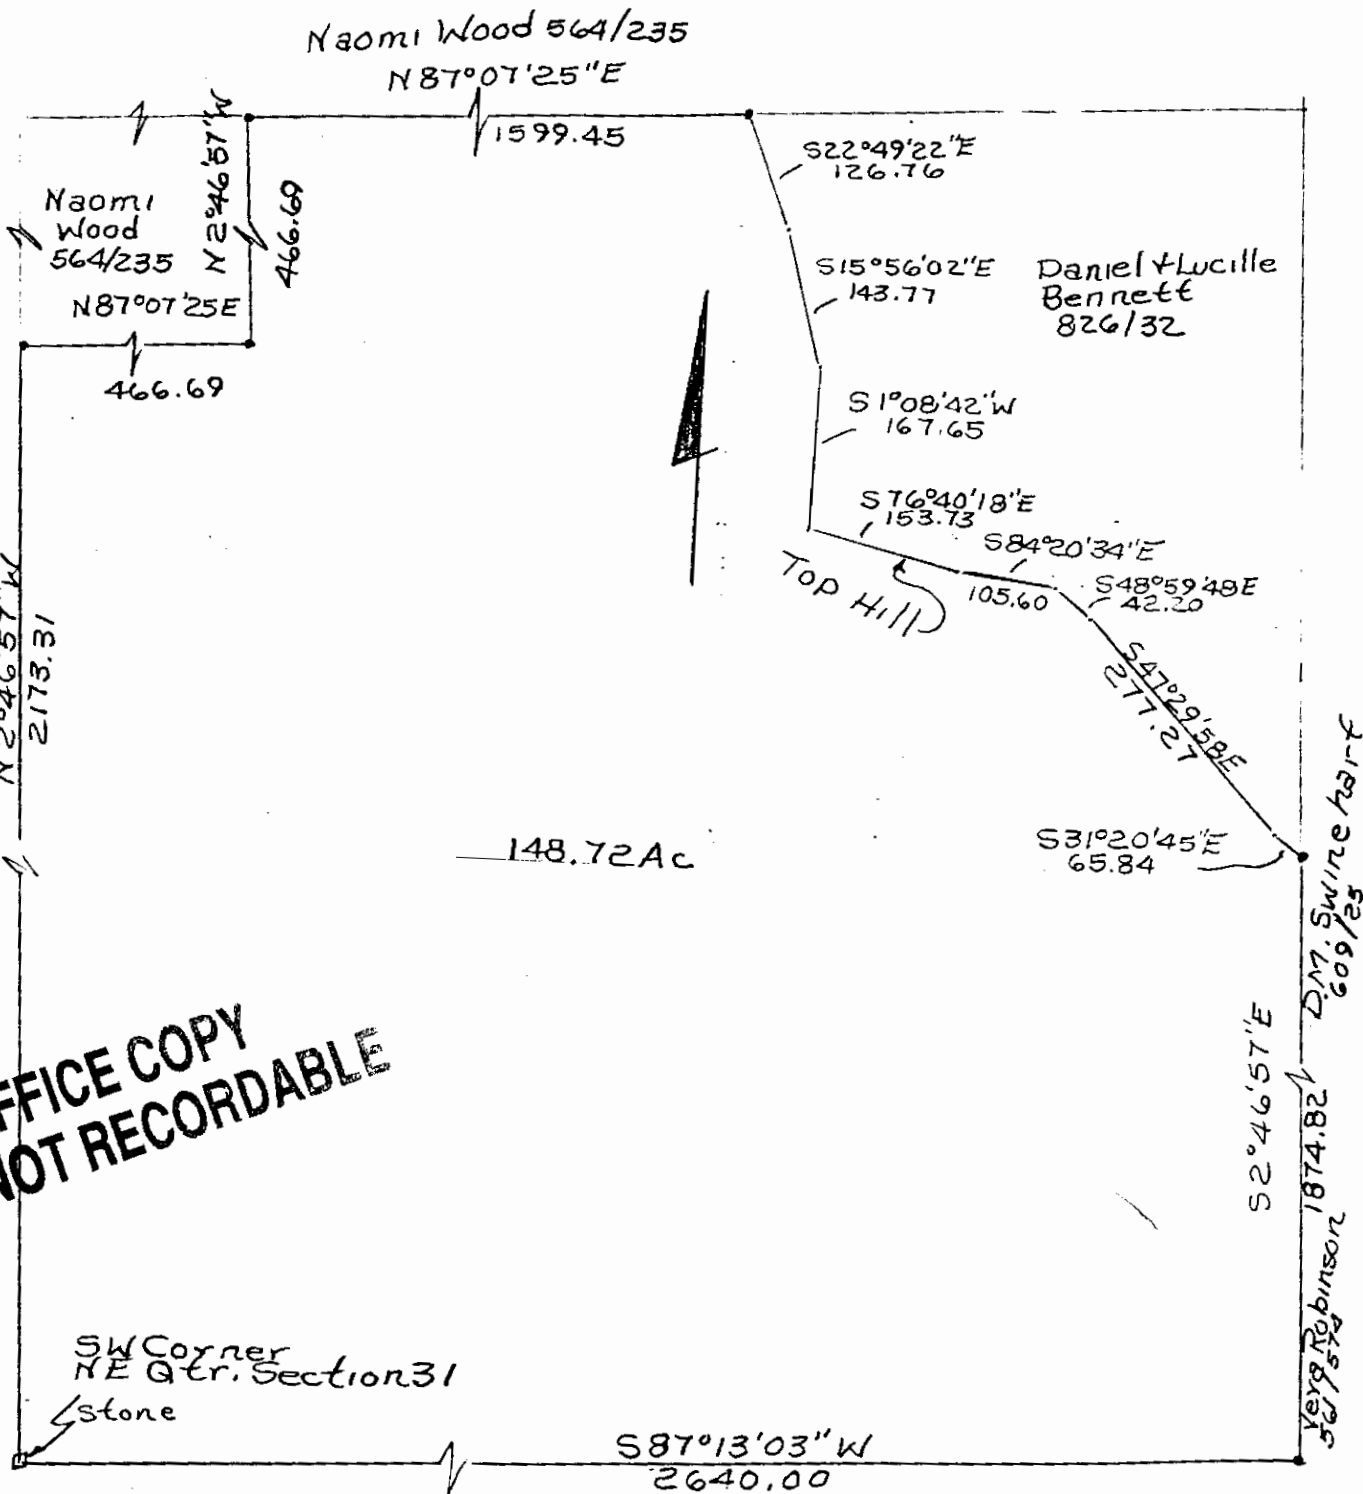 Naomi Wood 564/235
N87°07'25"E
1599.45
N2°46'57"W
466.69
Naomi
Wood
564/235
N87°07'25E
466.69
S22°49'22"E
126.76
S15°56'02"E
143.77
Daniel & Lucille
Bennett
826/32
S1°08'42"W
167.65
S76°40'18"E
153.73
S84°20'34"E
105.60
S48°59'48E
42.20
Top Hill
S47°29'58E
277.27
N2°46'57"W
2173.31
148.72Ac
S31°20'45"E
65.84
D.M. Swinehart
609/25
S2°46'57"E
1874.82
Vera Robinson
FFICE COPY
NOT RECORDABLE
SW Corner
NE Qtr. Section 31
Stone
S87°13'03"W
2640.00